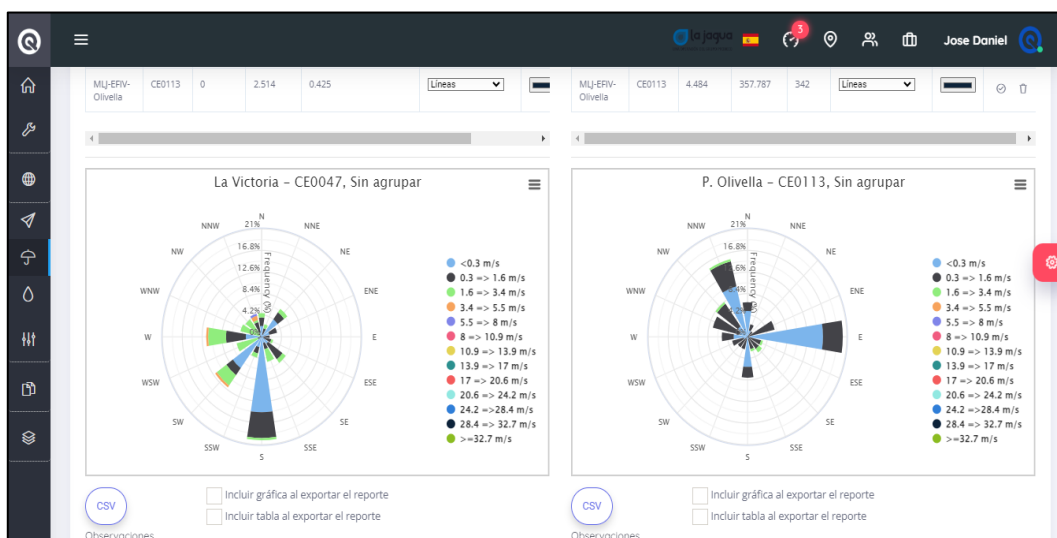 la jagua
3
Jose Daniel
MLJ-EFIV-
Olivella
CE0113
0
2.514
0.425
Líneas
MLJ-EFIV-
Olivella
CE0113
4.484
357.787
342
Líneas
La Victoria – CE0047, Sin agrupar
N
NNE
NE
ENE
E
ESE
SE
SSE
S
SSW
SW
WSW
W
WNW
NW
NNW
21%
16.8%
12.6%
8.4%
4.2%
0%
Frequency (%)
<0.3 m/s
0.3 => 1.6 m/s
1.6 => 3.4 m/s
3.4 => 5.5 m/s
5.5 => 8 m/s
8 => 10.9 m/s
10.9 => 13.9 m/s
13.9 => 17 m/s
17 => 20.6 m/s
20.6 => 24.2 m/s
24.2 =>28.4 m/s
28.4 => 32.7 m/s
>=32.7 m/s
P. Olivella – CE0113, Sin agrupar
N
NNE
NE
ENE
E
ESE
SE
SSE
S
SSW
SW
WSW
W
WNW
NW
NNW
21%
16.8%
Frequency (%)
<0.3 m/s
0.3 => 1.6 m/s
1.6 => 3.4 m/s
3.4 => 5.5 m/s
5.5 => 8 m/s
8 => 10.9 m/s
10.9 => 13.9 m/s
13.9 => 17 m/s
17 => 20.6 m/s
20.6 => 24.2 m/s
24.2 =>28.4 m/s
28.4 => 32.7 m/s
>=32.7 m/s
CSV
Incluir gráfica al exportar el reporte
Incluir tabla al exportar el reporte
Observaciones
CSV
Incluir gráfica al exportar el reporte
Incluir tabla al exportar el reporte
Observaciones